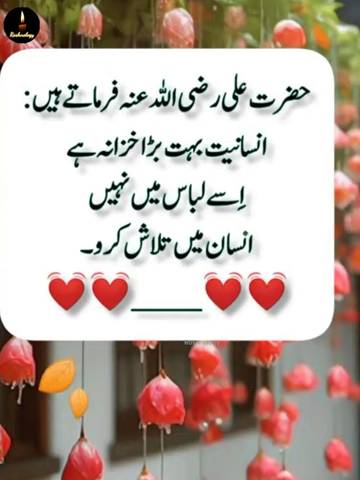 Roshnology
حضرت علی رضی اللہ عنہ فرماتے ہیں:
انسانیت بہت بڑا خزانہ ہے
اِسے لباس میں نہیں
انسان میں تلاش کرو۔